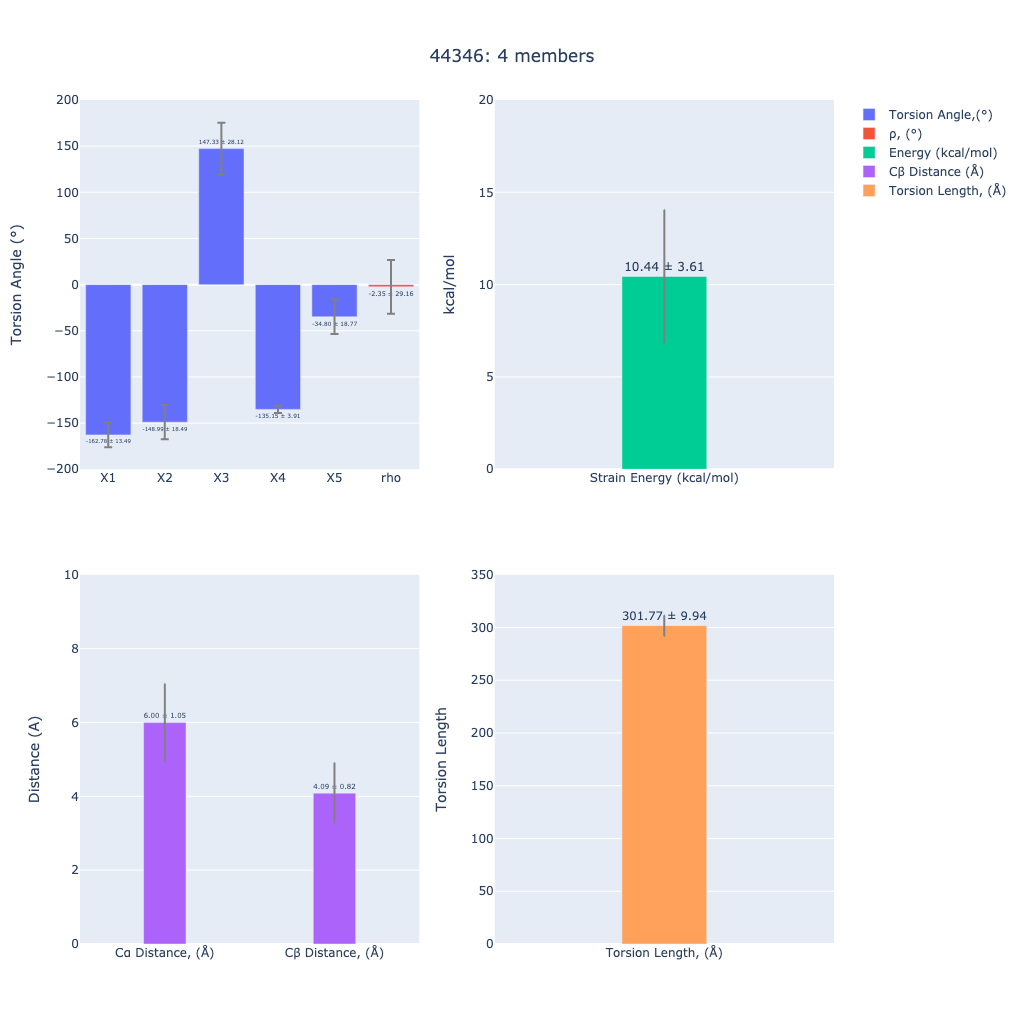 44346: 4 members
200
150
100
50
0
−50
−100
−150
−200
Torsion Angle (°)
147.33 ± 28.12
-2.35 ± 29.16
-34.80 ± 18.77
-135.15 ± 3.91
-148.99 ± 18.49
-162.78 ± 13.49
X1 X2 X3 X4 X5 rho
20
15
10
5
0
kcal/mol
10.44 ± 3.61
Strain Energy (kcal/mol)
Torsion Angle,(°)
ρ, (°)
Energy (kcal/mol)
Cβ Distance (Å)
Torsion Length, (Å)
10
8
6
4
2
0
Distance (A)
6.00 ± 1.05
4.09 ± 0.82
Cα Distance, (Å) Cβ Distance, (Å)
350
300
250
200
150
100
50
0
Torsion Length
301.77 ± 9.94
Torsion Length, (Å)